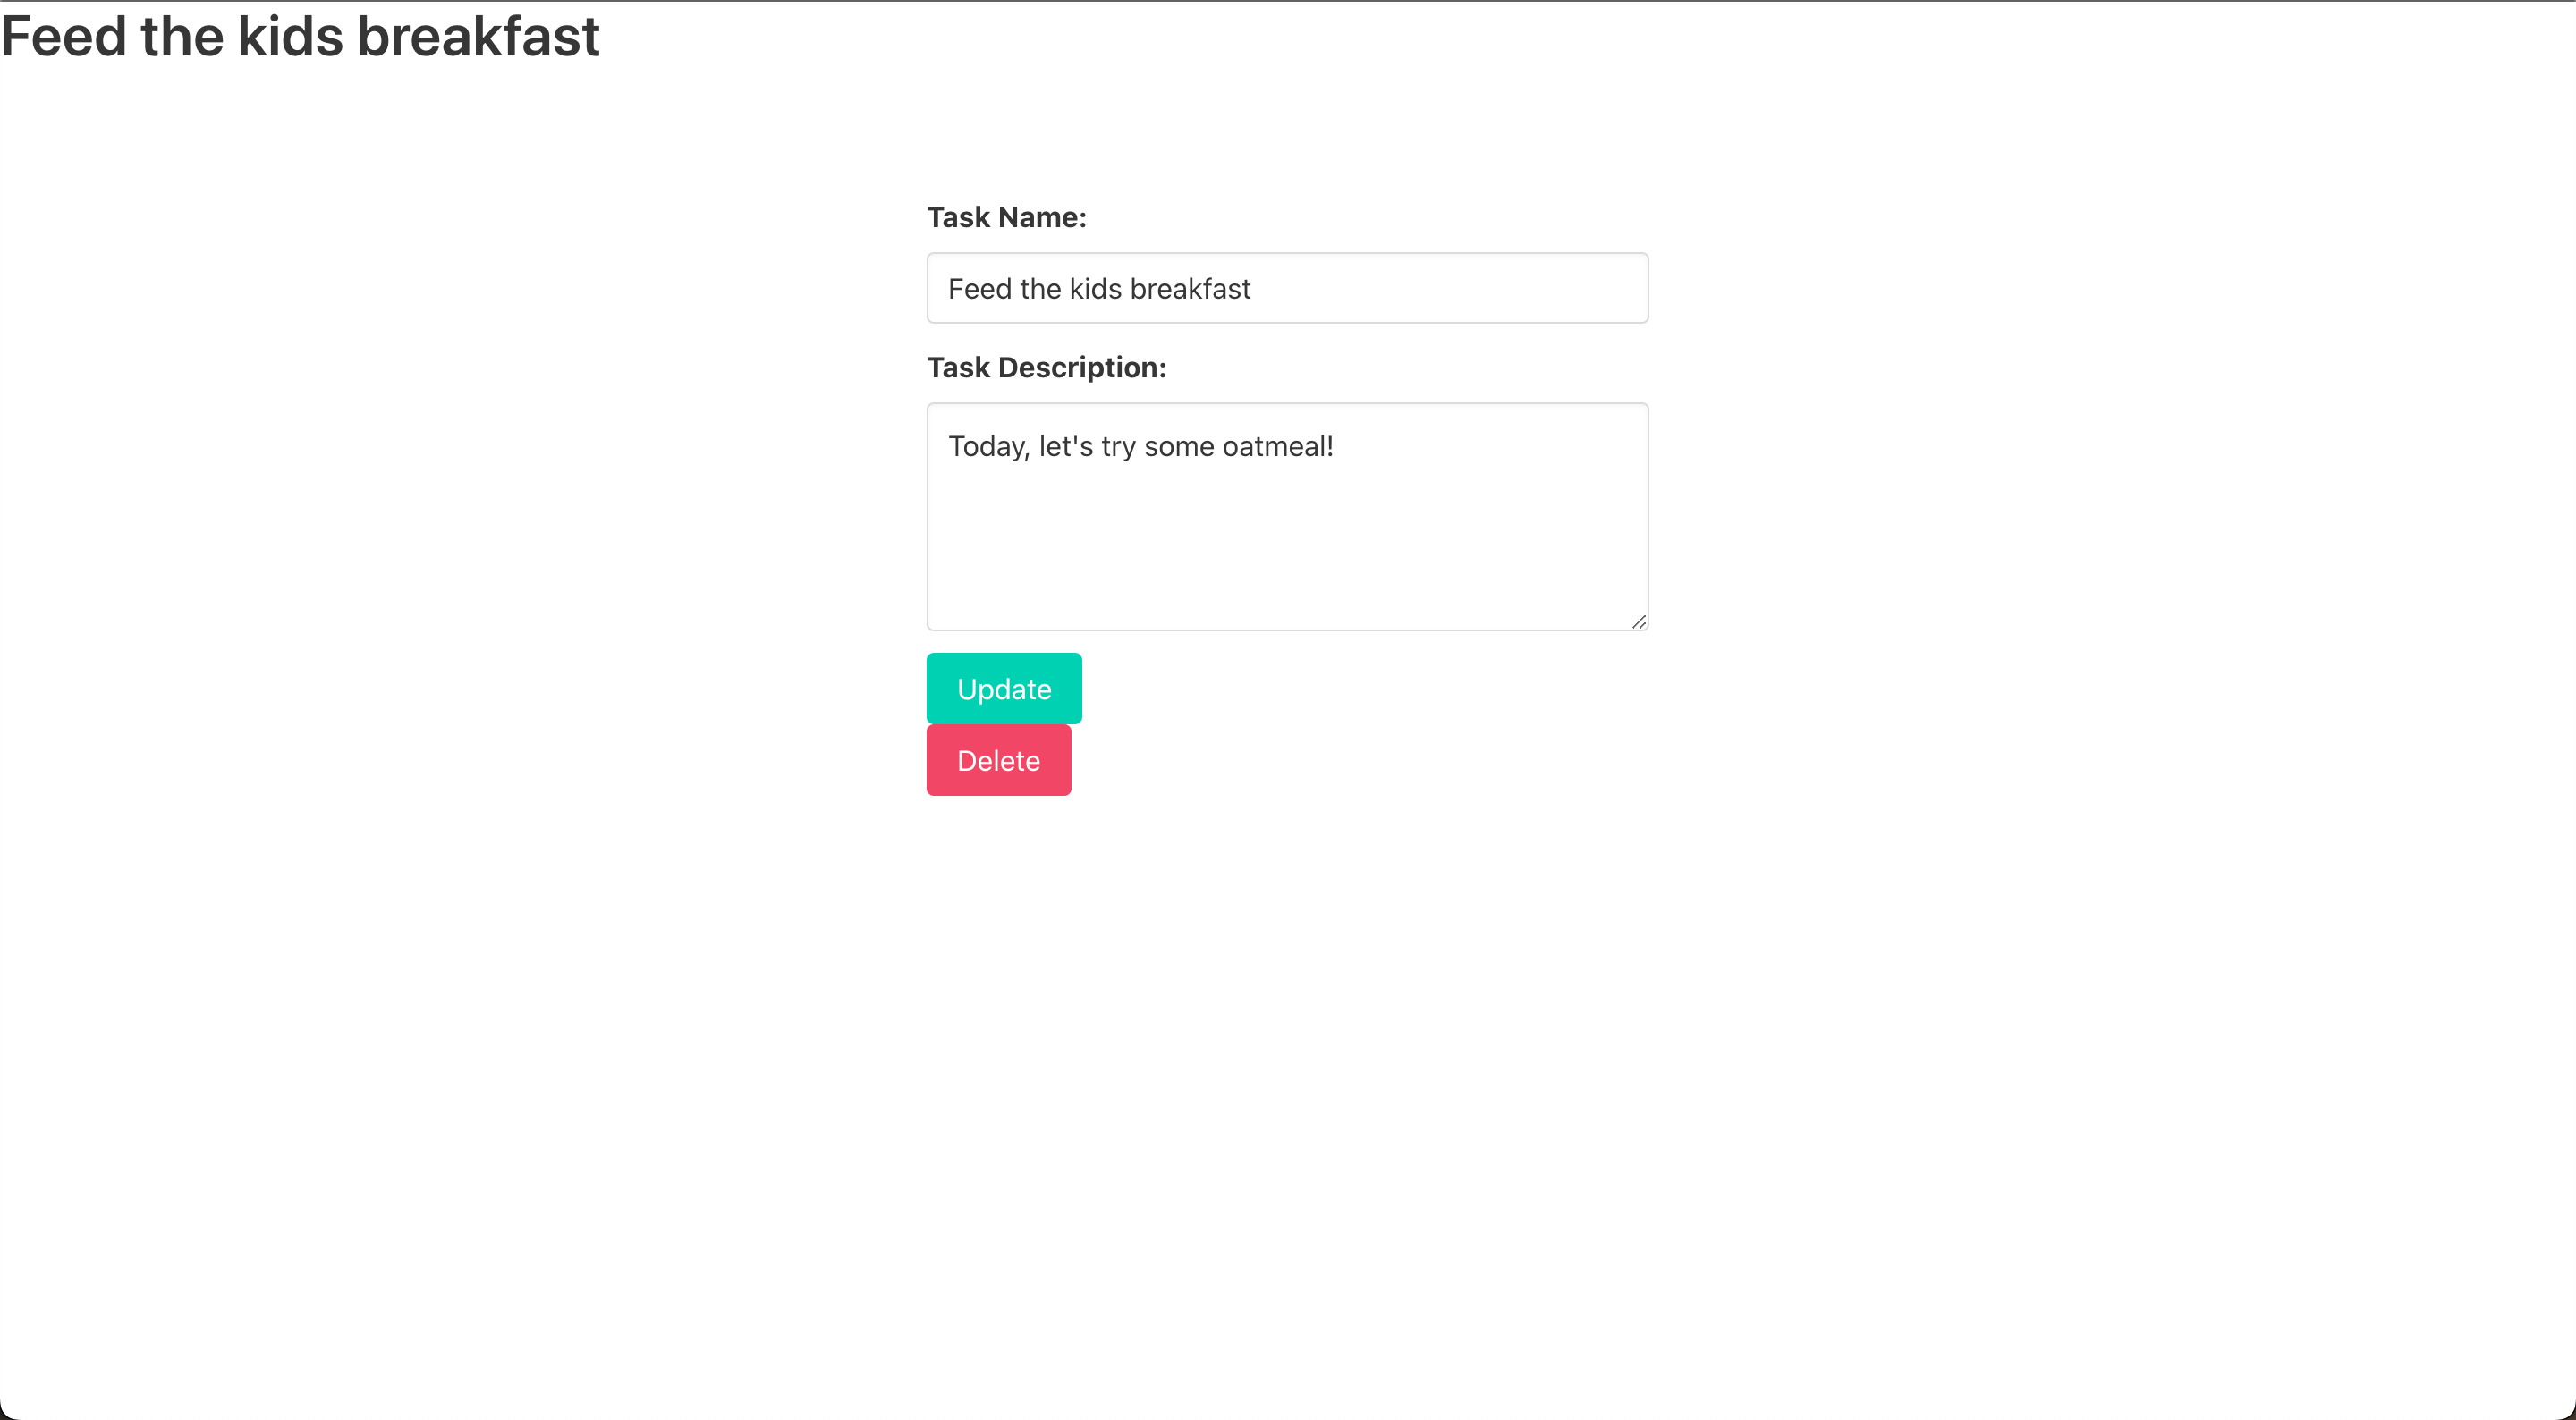 Feed the kids breakfast
Task Name:
Feed the kids breakfast
Task Description:
Today, let's try some oatmeal!
Update
Delete